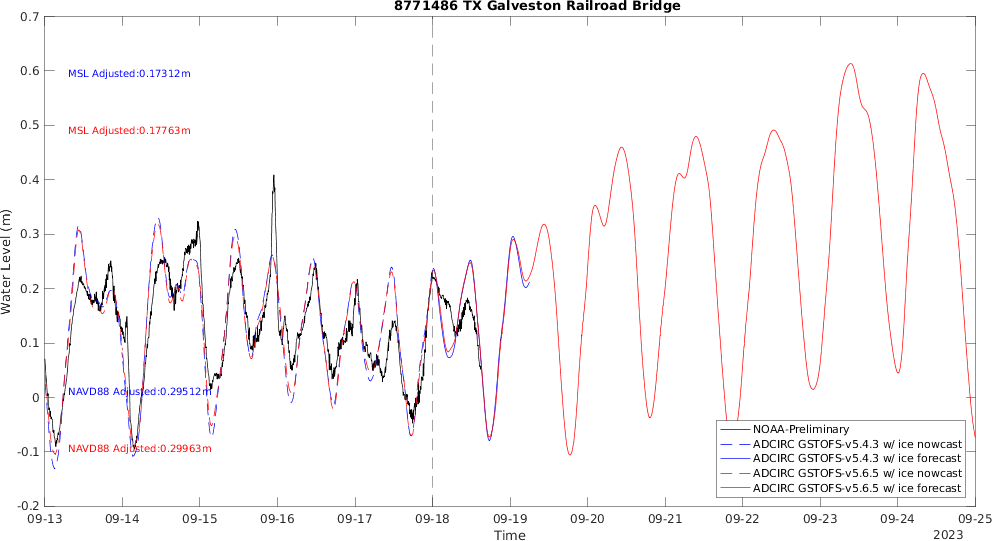 8771486 TX Galveston Railroad Bridge
0.7
0.6
0.5
0.4
0.3
0.2
0.1
0
-0.1
-0.2
Water Level (m)
MSL Adjusted:0.17312m
MSL Adjusted:0.17763m
NAVD88 Adjusted:0.29512m
NAVD88 Adjusted:0.29963m
NOAA-Preliminary
ADCIRC GSTOFS-v5.4.3 w/ ice nowcast
ADCIRC GSTOFS-v5.4.3 w/ ice forecast
ADCIRC GSTOFS-v5.6.5 w/ ice nowcast
ADCIRC GSTOFS-v5.6.5 w/ ice forecast
09-13 09-14 09-15 09-16 09-17 09-18 09-19 09-20 09-21 09-22 09-23 09-24 09-25
Time
2023